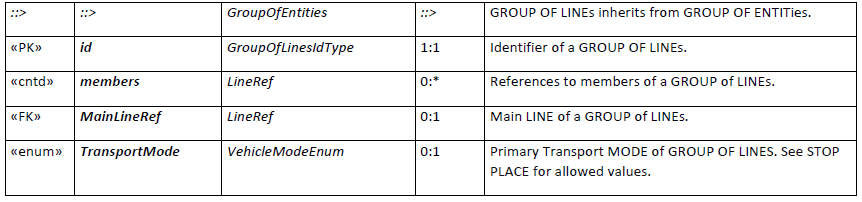 ::> ::> GroupOfEntities ::> GROUP OF LINEs inherits from GROUP OF ENTITies.
«PK» id GroupOfLinesIdType 1:1 Identifier of a GROUP OF LINEs.
«cntd» members LineRef 0:* References to members of a GROUP of LINEs.
«FK» MainLineRef LineRef 0:1 Main LINE of a GROUP of LINEs.
«enum» TransportMode VehicleModeEnum 0:1 Primary Transport MODE of GROUP OF LINES. See STOP
PLACE for allowed values.